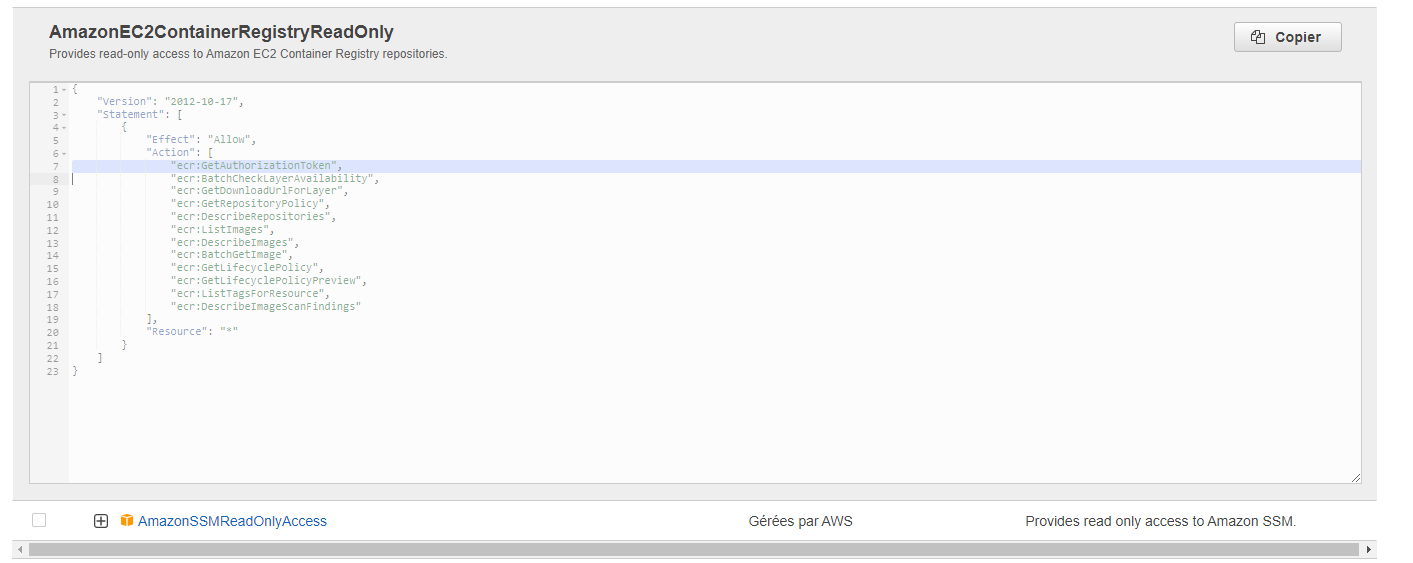 AmazonEC2ContainerRegistryReadOnly
Copier
Provides read-only access to Amazon EC2 Container Registry repositories.
1 {
2 "Version": "2012-10-17",
3 "Statement": [
4 {
5 "Effect": "Allow",
6 "Action": [
7 "ecr:GetAuthorizationToken",
8 "ecr:BatchCheckLayerAvailability",
9 "ecr:GetDownloadUrlForLayer",
10 "ecr:GetRepositoryPolicy",
11 "ecr:DescribeRepositories",
12 "ecr:ListImages",
13 "ecr:DescribeImages",
14 "ecr:BatchGetImage",
15 "ecr:GetLifecyclePolicy",
16 "ecr:GetLifecyclePolicyPreview",
17 "ecr:ListTagsForResource",
18 "ecr:DescribeImageScanFindings"
19 ],
20 "Resource": "*"
21 }
22 ]
23 }
AmazonSSMReadOnlyAccess Gérées par AWS Provides read only access to Amazon SSM.